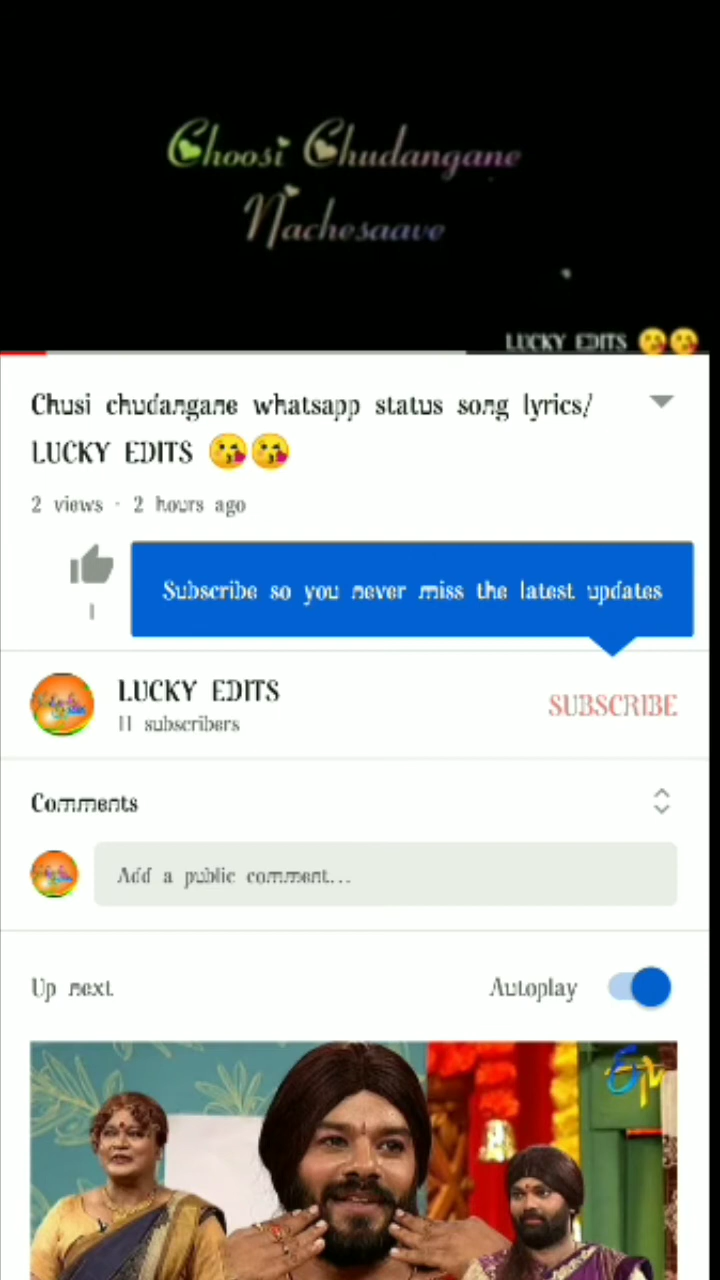 Choosi Chudangane
Nachesaave
LUCKY EDITS 😘😘
Chusi chudangane whatsapp status song lyrics/
LUCKY EDITS 😘😘
2 views · 2 hours ago
1
Subscribe so you never miss the latest updates
LUCKY EDITS
11 subscribers
SUBSCRIBE
Comments
Add a public comment...
Up next
Autoplay